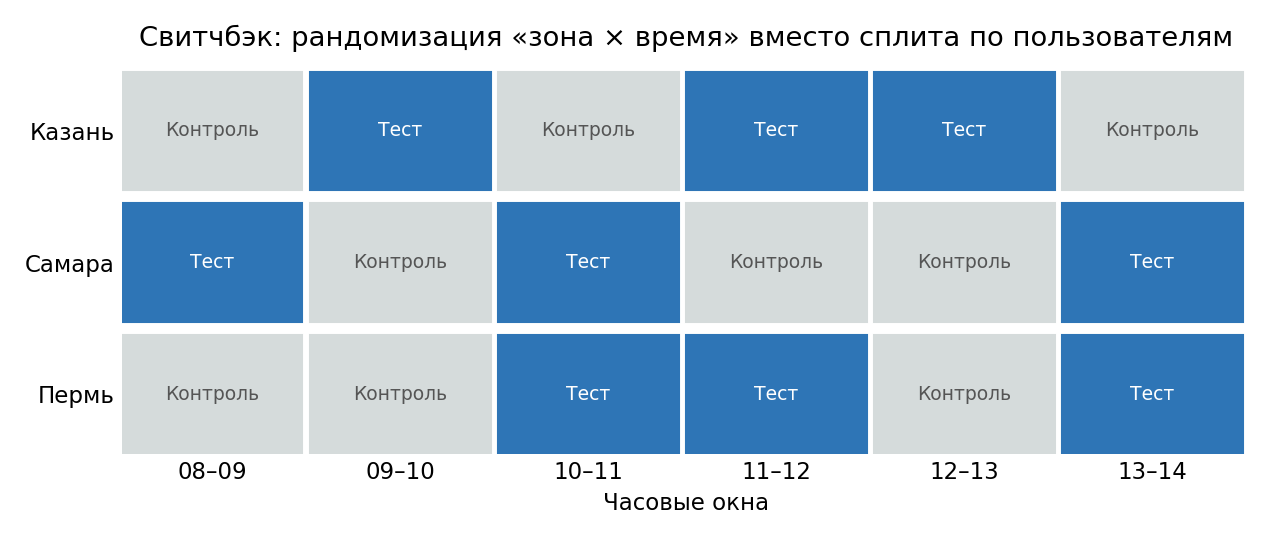 Свитчбэк: рандомизация «зона × время» вместо сплита по пользователям
Казань Контроль Тест Контроль Тест Тест Контроль
Самара Тест Контроль Тест Контроль Контроль Тест
Пермь Контроль Контроль Тест Тест Контроль Тест
08–09 09–10 10–11 11–12 12–13 13–14
Часовые окна